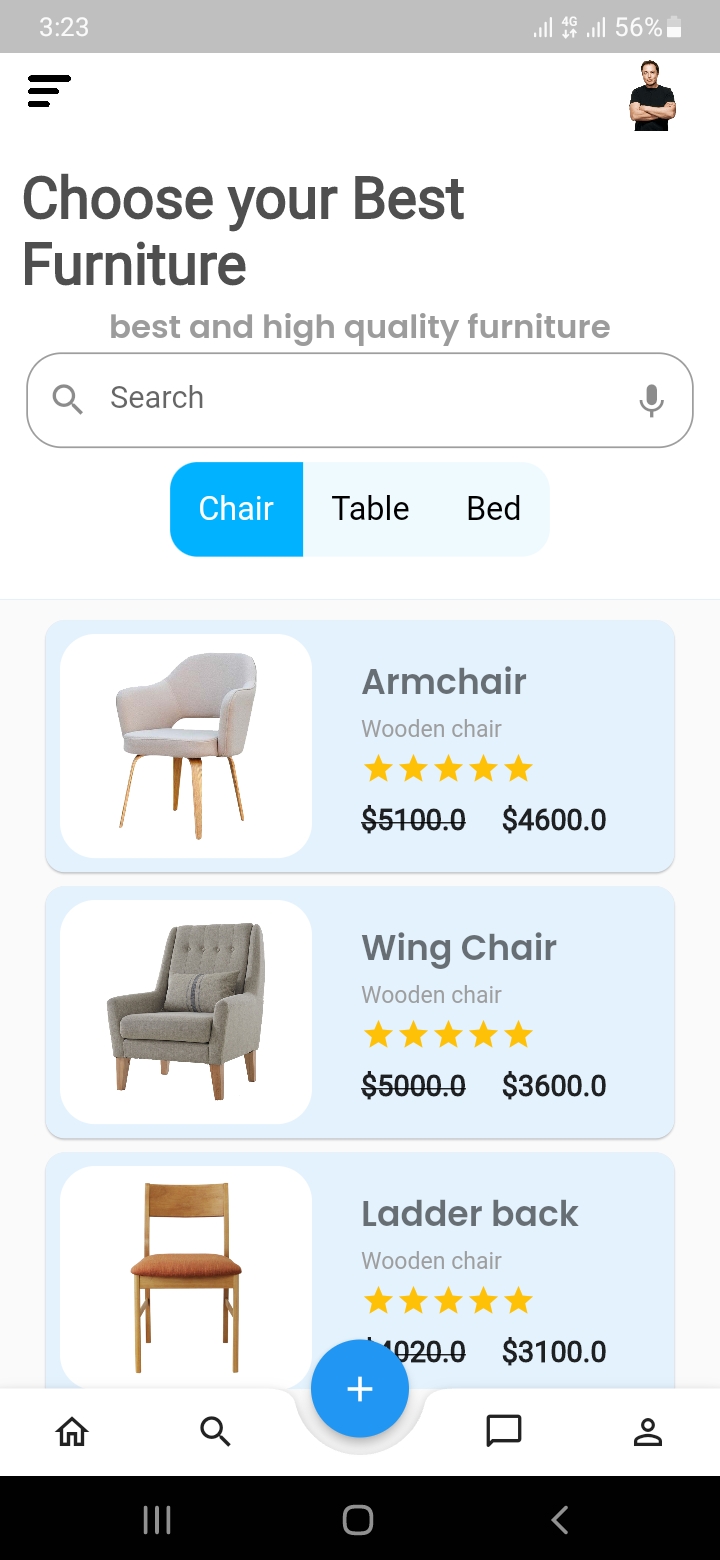 3:23 4G 56%
Choose your Best
Furniture
best and high quality furniture
Search
Chair Table Bed
Armchair
Wooden chair
$5100.0 $4600.0
Wing Chair
Wooden chair
$5000.0 $3600.0
Ladder back
Wooden chair
$4020.0 $3100.0